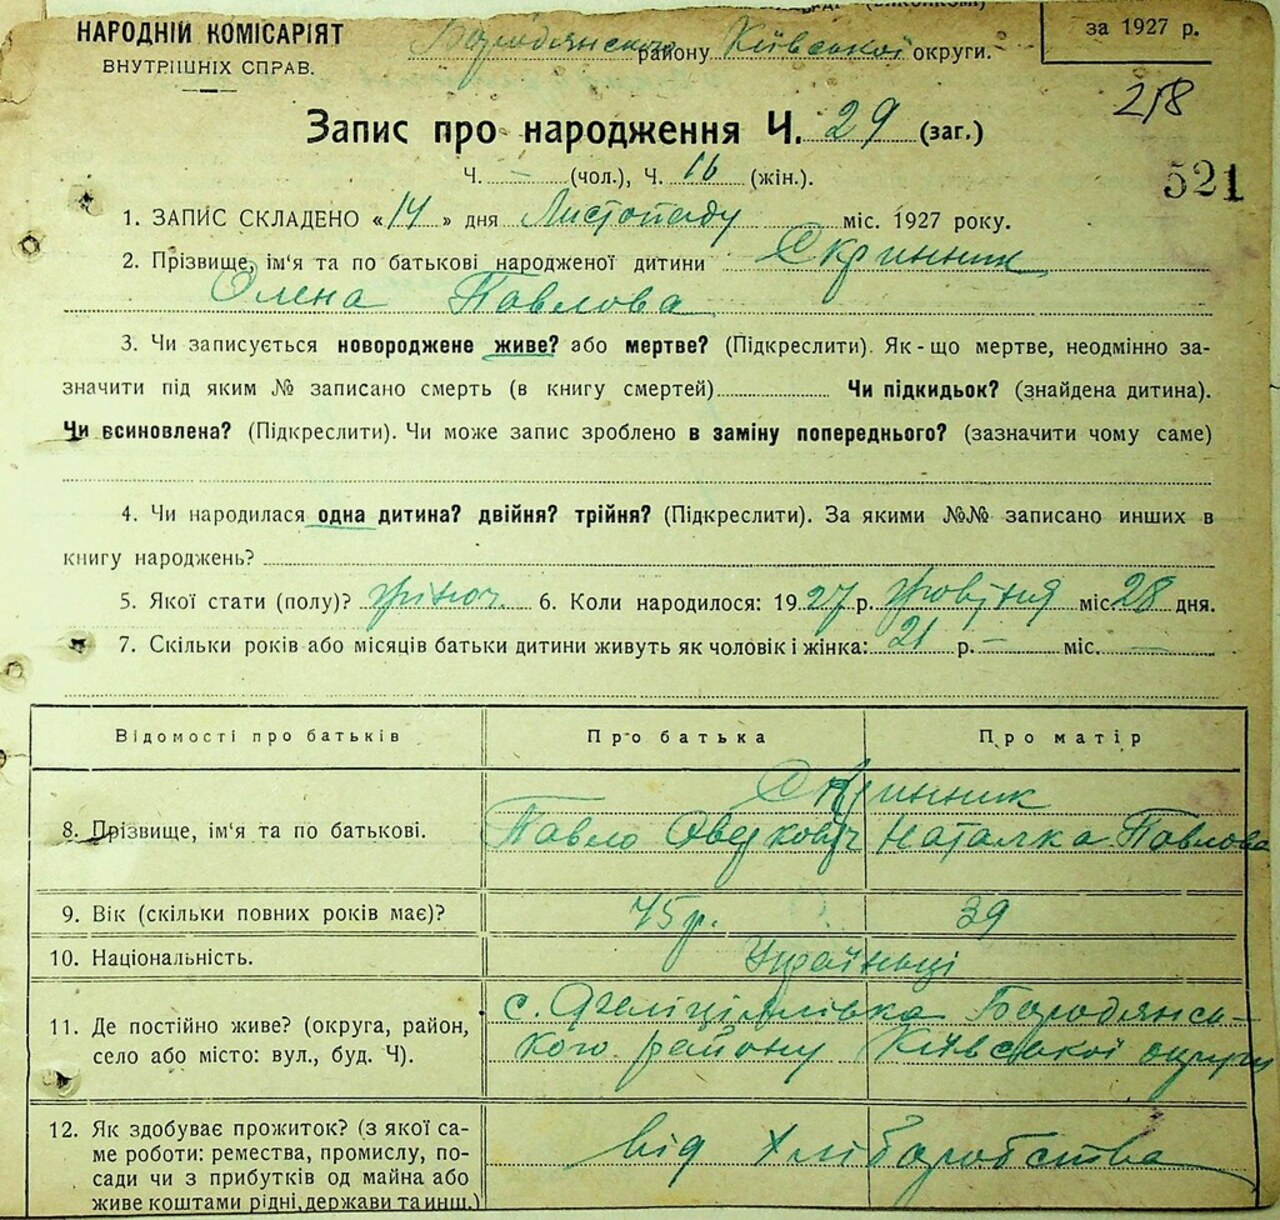 НАРОДНІЙ КОМІСАРІЯТ
ВНУТРІШНІХ СПРАВ.
Бородянского району Київської округи.
за 1927 р.
218
Запис про народження Ч. 29 (заг.)
Ч. — (чол.), Ч. 16 (жін.).
521
1. ЗАПИС СКЛАДЕНО «14» дня Листопаду міс. 1927 року.
2. Прізвище, ім'я та по батькові народженої дитини Скринник
Олена Павлова
3. Чи записується новороджене живе? або мертве? (Підкреслити). Як-що мертве, неодмінно за-
значити під яким № записано смерть (в книгу смертей) Чи підкидьок? (знайдена дитина).
Чи всиновлена? (Підкреслити). Чи може запис зроблено в заміну попереднього? (зазначити чому саме)
4. Чи народилася одна дитина? двійня? трійня? (Підкреслити). За якими №№ записано инших в
книгу народжень?
5. Якої стати (полу)? жіноч. 6. Коли народилося: 1927 р. Жовтня міс 28 дня.
7. Скільки років або місяців батьки дитини живуть як чоловік і жінка: 21 р. — міс. —
Відомості про батьків Про батька Про матір
Скринник
8. Прізвище, ім'я та по батькові. Павло Оверкович Наталка Павлова
9. Вік (скільки повних років має)? 45 р. 39
10. Національність. Українці
11. Де постійно живе? (округа, район, село або місто: вул., буд. Ч). с. Бородянсь-
кого району Київської округи
12. Як здобуває прожиток? (з якої са-
ме роботи: ремества, промислу, по-
сади чи з прибутків од майна або
живе коштами рідні, держави та инш.)
від Хліборобства